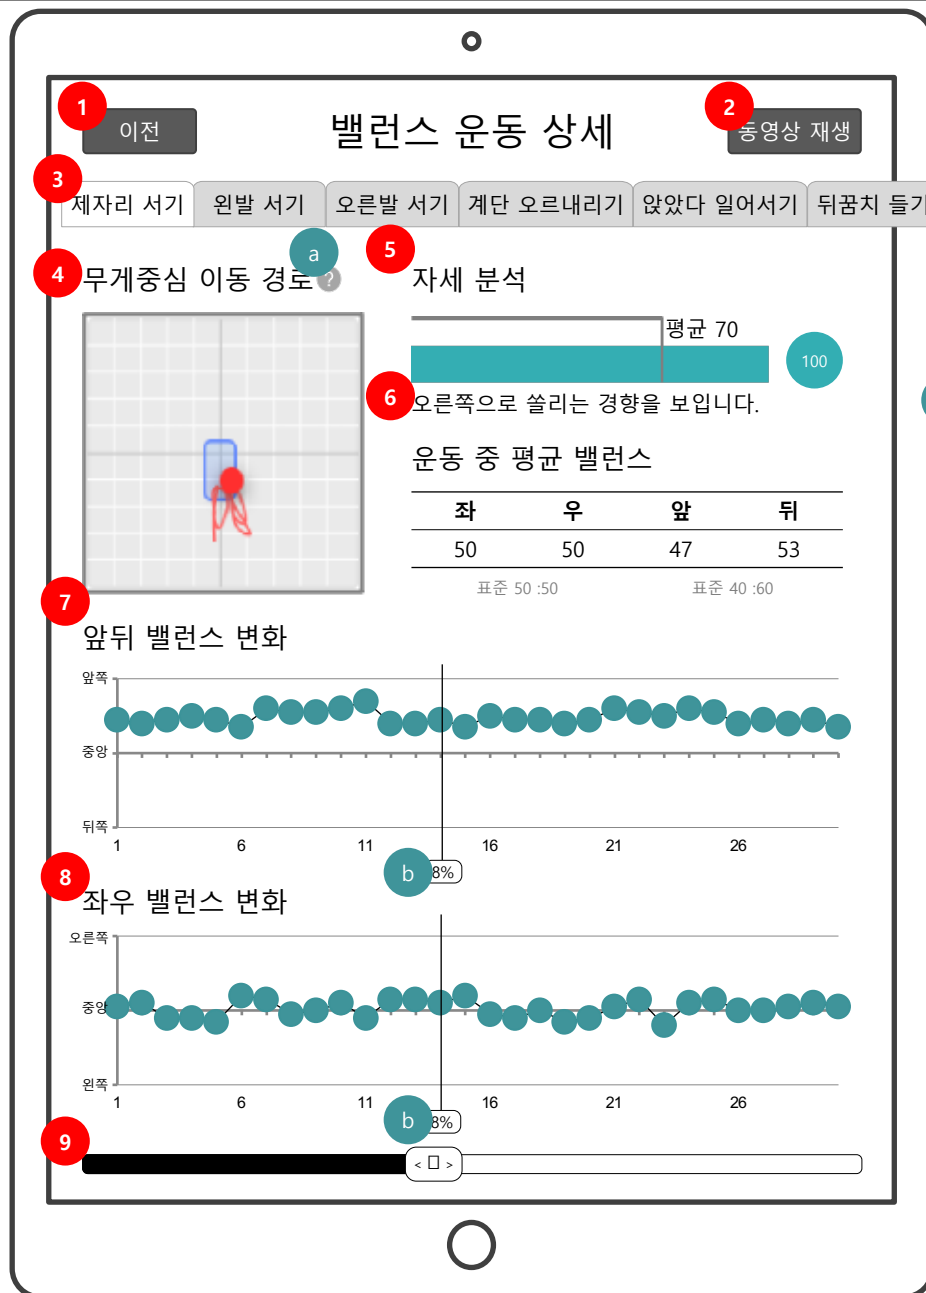 1
이전
밸런스 운동 상세
2
동영상 재생
3
제자리 서기
왼발 서기
오른발 서기
계단 오르내리기
앉았다 일어서기
뒤꿈치 들기
4
무게중심 이동 경로
a
?
5
자세 분석
평균 70
100
6
오른쪽으로 쏠리는 경향을 보입니다.
운동 중 평균 밸런스
좌 우 앞 뒤
50 50 47 53
표준 50 :50 표준 40 :60
7
앞뒤 밸런스 변화
앞쪽
중앙
뒤쪽
1 6 11 16 21 26
b 8%
8
좌우 밸런스 변화
오른쪽
중앙
왼쪽
1 6 11 16 21 26
b 8%
9
< >